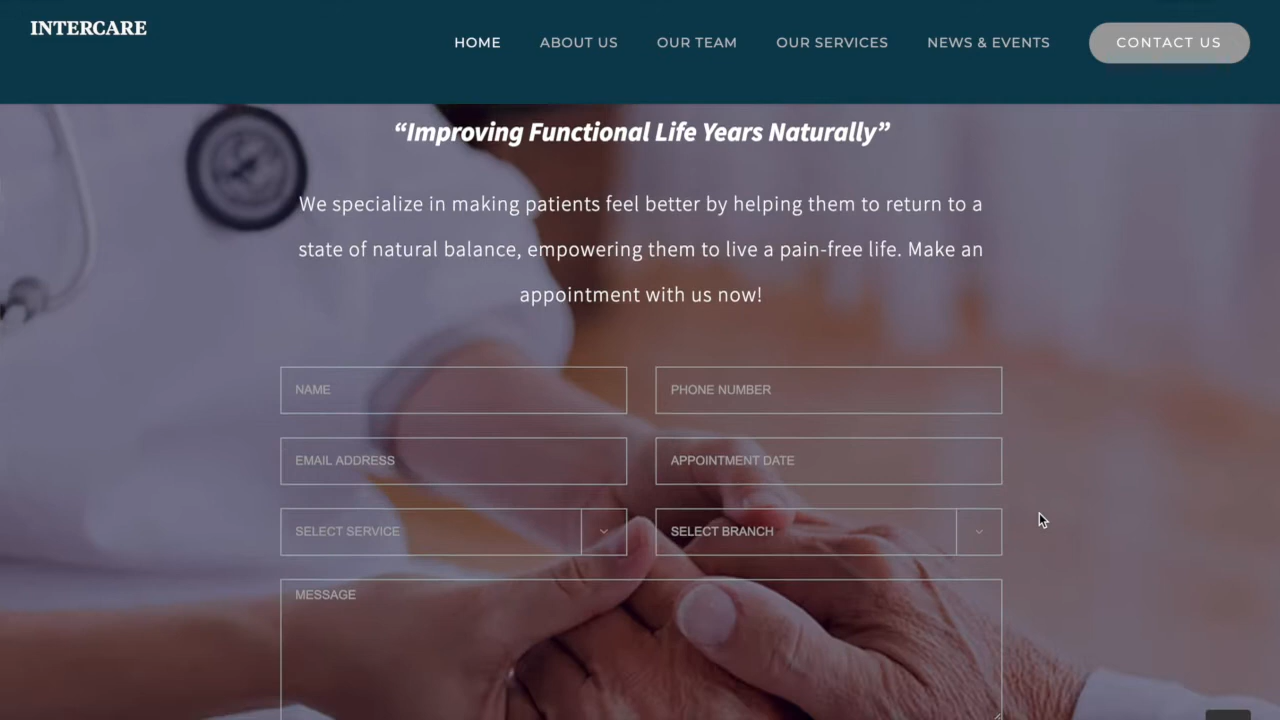 INTERCARE
HOME ABOUT US OUR TEAM OUR SERVICES NEWS & EVENTS CONTACT US
“Improving Functional Life Years Naturally”
We specialize in making patients feel better by helping them to return to a
state of natural balance, empowering them to live a pain-free life. Make an
appointment with us now!
NAME PHONE NUMBER
EMAIL ADDRESS APPOINTMENT DATE
SELECT SERVICE SELECT BRANCH
MESSAGE